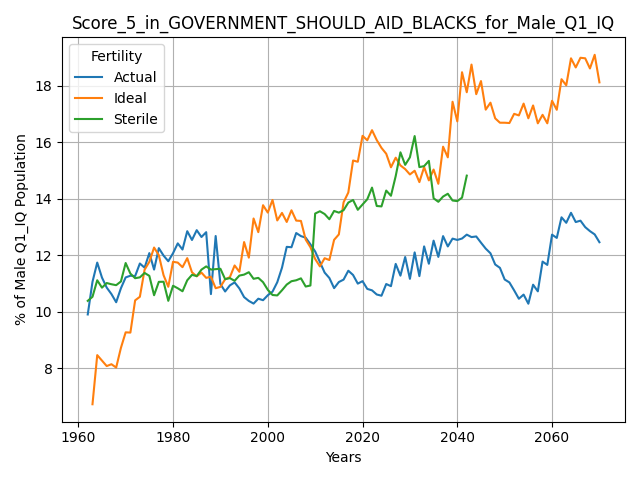 Score_5_in_GOVERNMENT_SHOULD_AID_BLACKS_for_Male_Q1_IQ
Fertility
Actual
Ideal
Sterile
% of Male Q1_IQ Population
18
16
14
12
10
8
1960 1980 2000 2020 2040 2060
Years